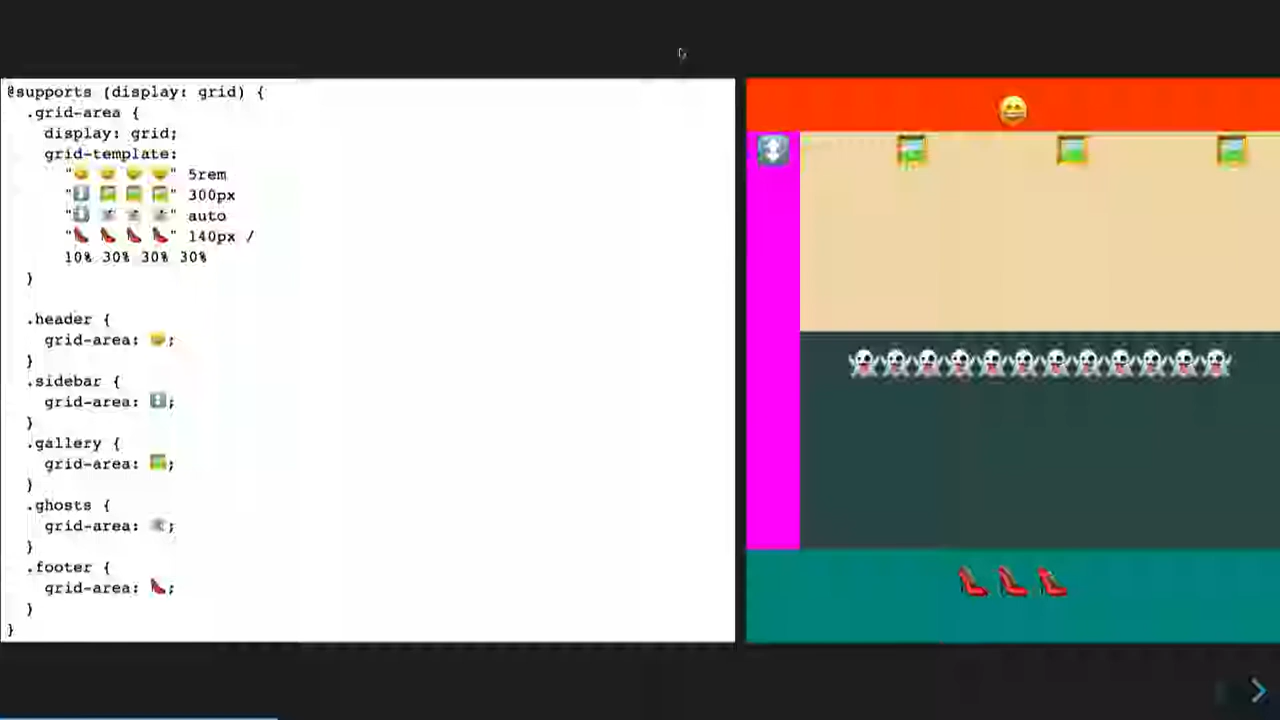 @supports (display: grid) {
.grid-area {
display: grid;
grid-template:
"😄 😄 😄 😄" 5rem
"↕️ 🖼️ 🖼️ 🖼️" 300px
"↕️ 👻 👻 👻" auto
"👠 👠 👠 👠" 140px /
10% 30% 30% 30%
}
.header {
grid-area: 😄;
}
.sidebar {
grid-area: ↕️;
}
.gallery {
grid-area: 🖼️;
}
.ghosts {
grid-area: 👻;
}
.footer {
grid-area: 👠;
}
}